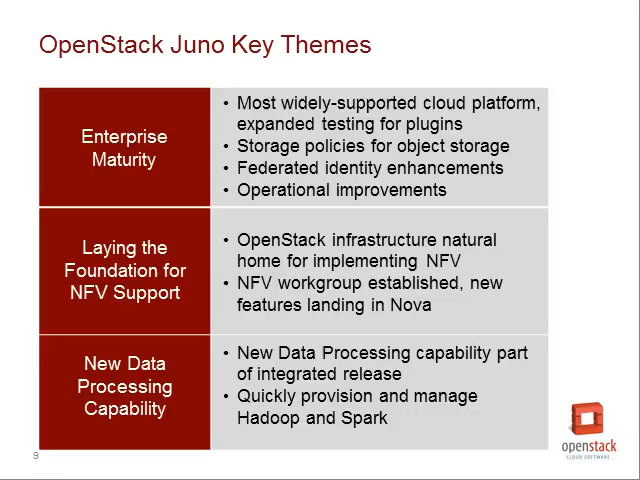 OpenStack Juno Key Themes
Enterprise
Maturity
• Most widely-supported cloud platform,
expanded testing for plugins
• Storage policies for object storage
• Federated identity enhancements
• Operational improvements
Laying the
Foundation for
NFV Support
• OpenStack infrastructure natural
home for implementing NFV
• NFV workgroup established, new
features landing in Nova
New Data
Processing
Capability
• New Data Processing capability part
of integrated release
• Quickly provision and manage
Hadoop and Spark
9
openstack
CLOUD SOFTWARE